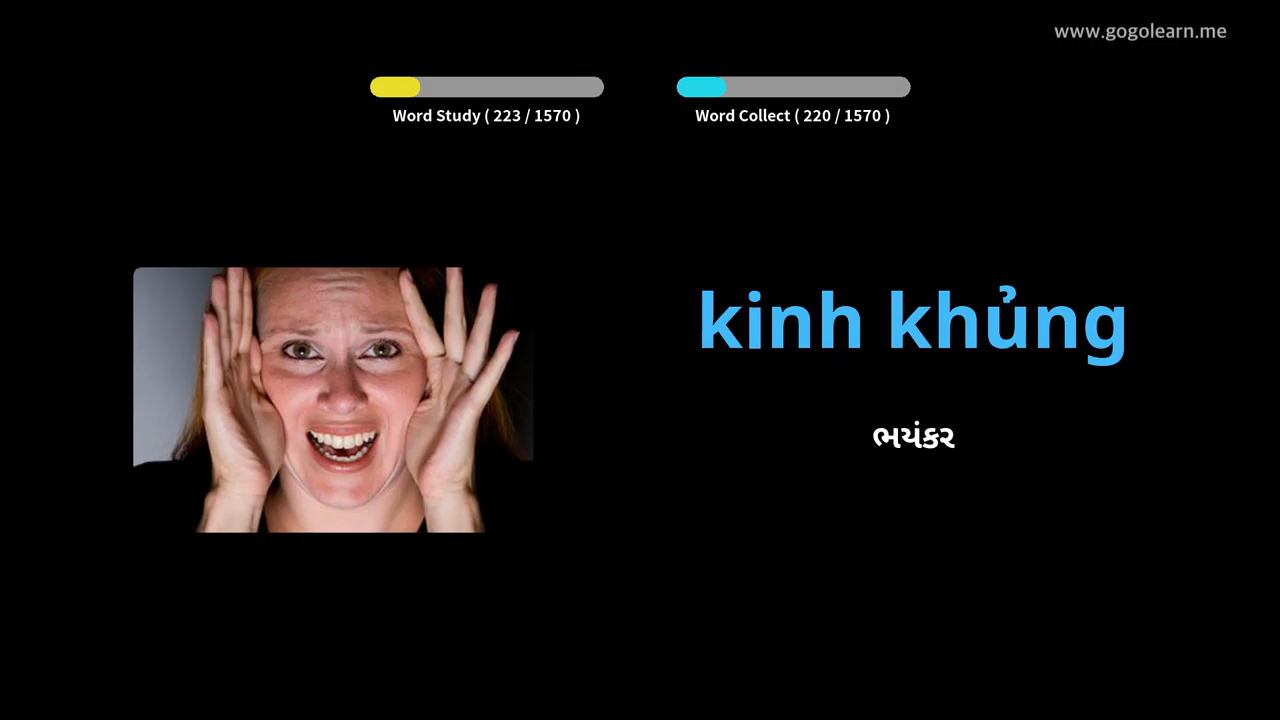 www.gogolearn.me
Word Study ( 223 / 1570 )
Word Collect ( 220 / 1570 )
kinh khủng
ભયંકર